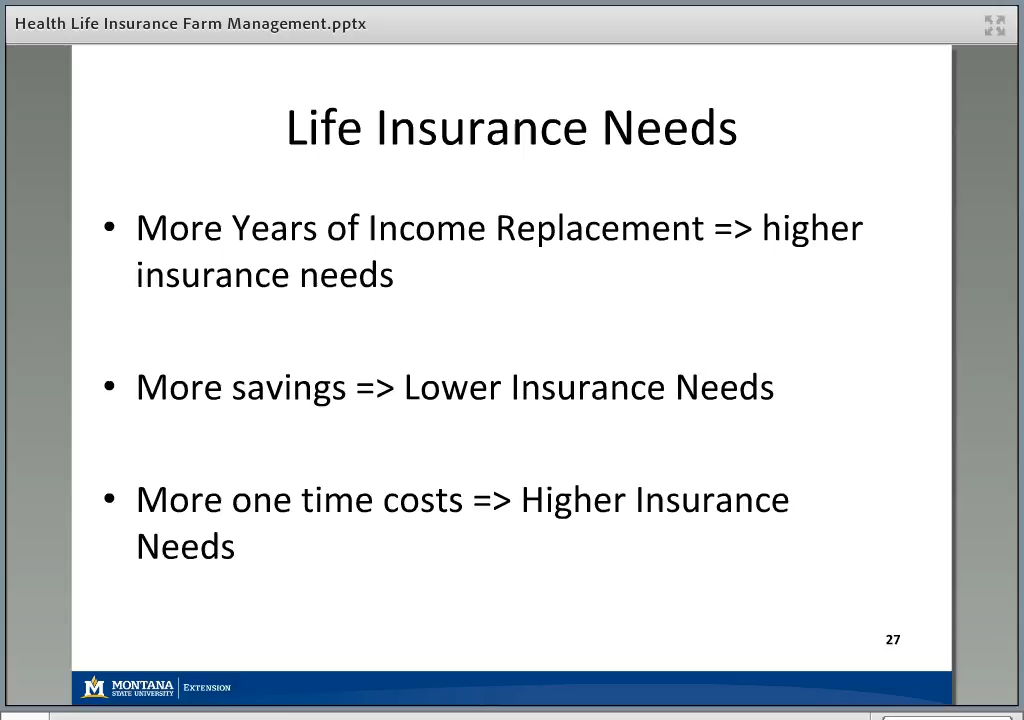 Health Life Insurance Farm Management.pptx
Life Insurance Needs
• More Years of Income Replacement => higher
insurance needs
• More savings => Lower Insurance Needs
• More one time costs => Higher Insurance
Needs
27
M MONTANA
STATE UNIVERSITY
EXTENSION